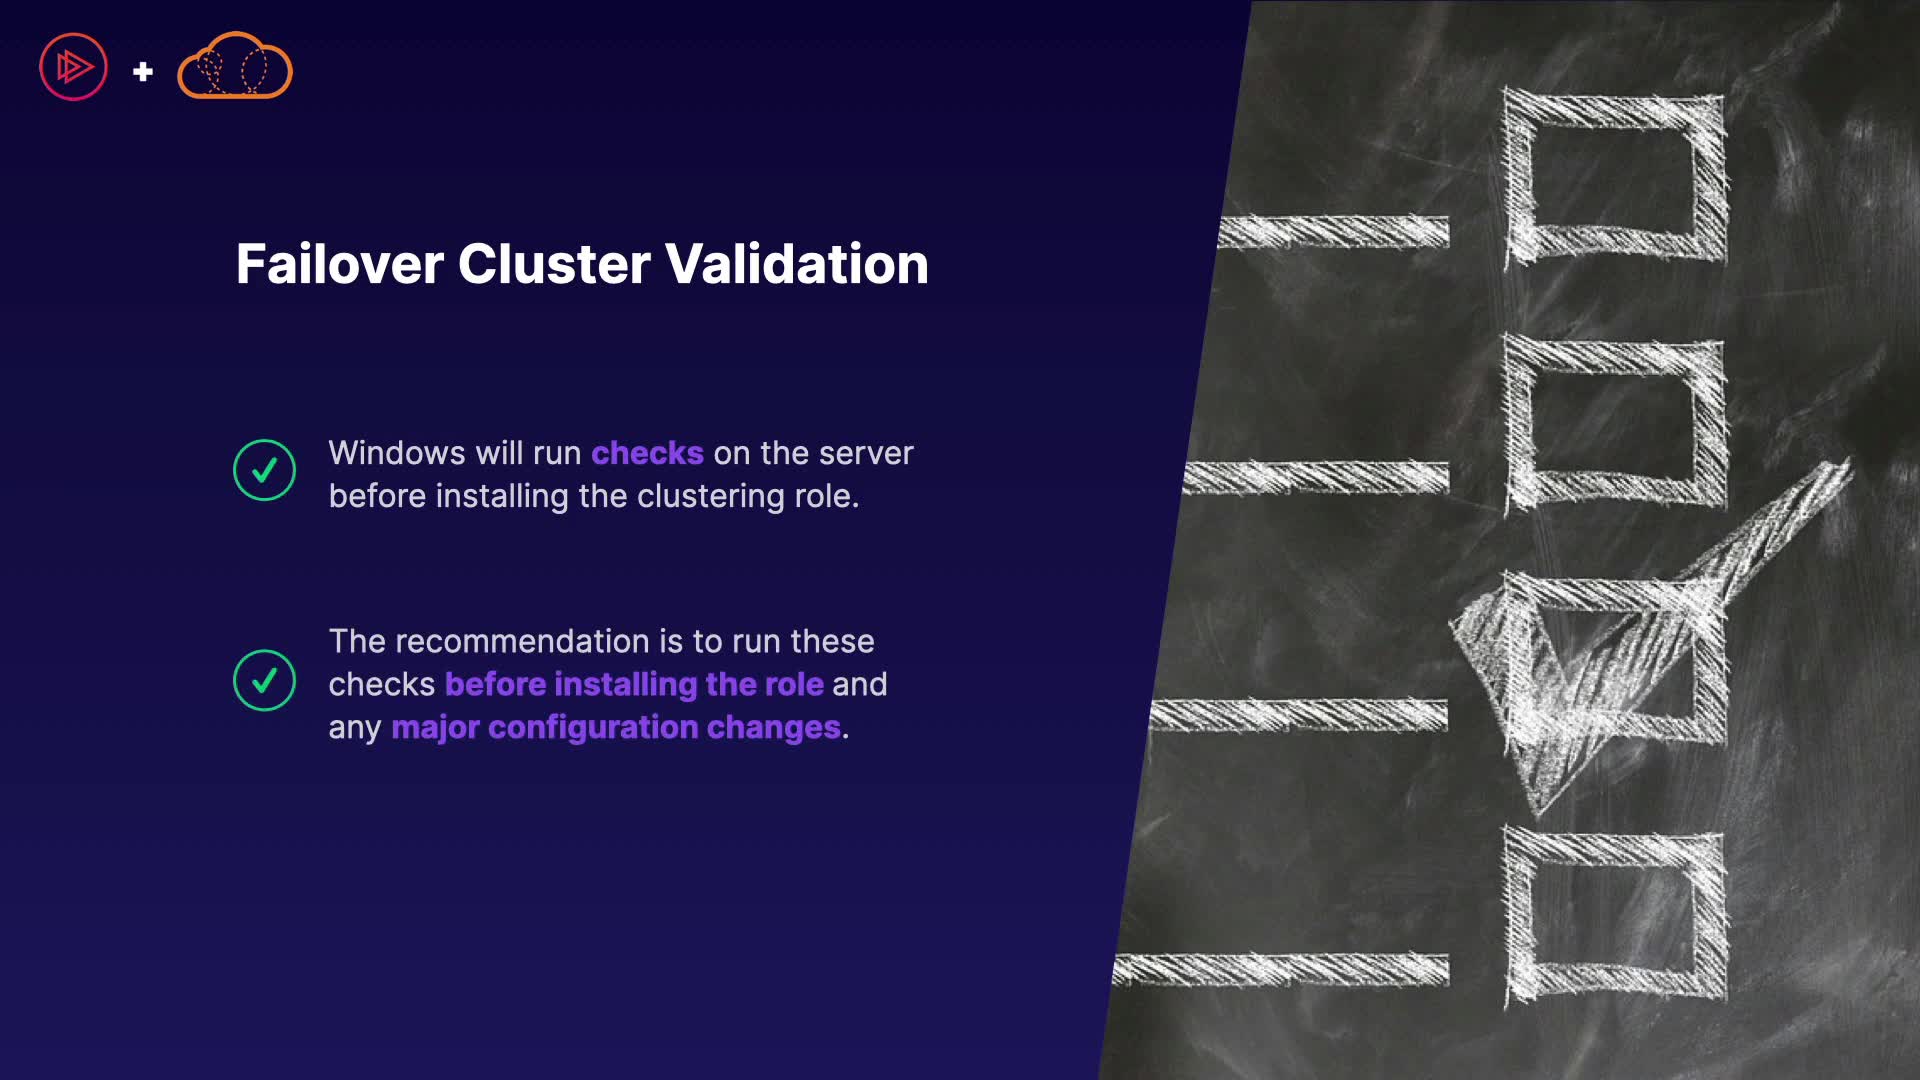 Failover Cluster Validation
Windows will run checks on the server
before installing the clustering role.
The recommendation is to run these
checks before installing the role and
any major configuration changes.